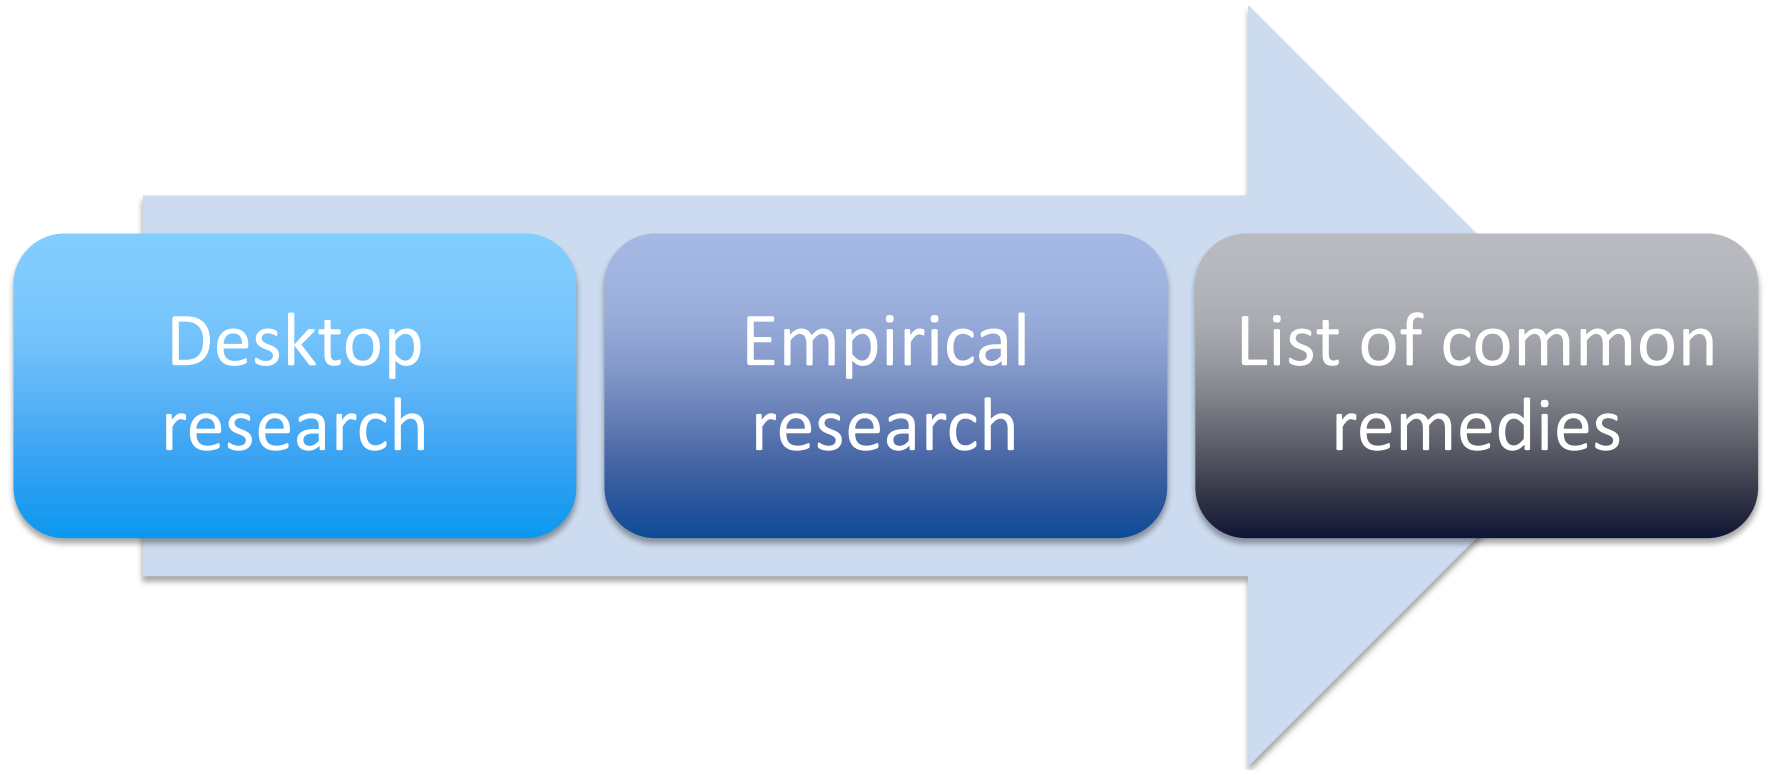 Desktop
research
Empirical
research
List of common
remedies